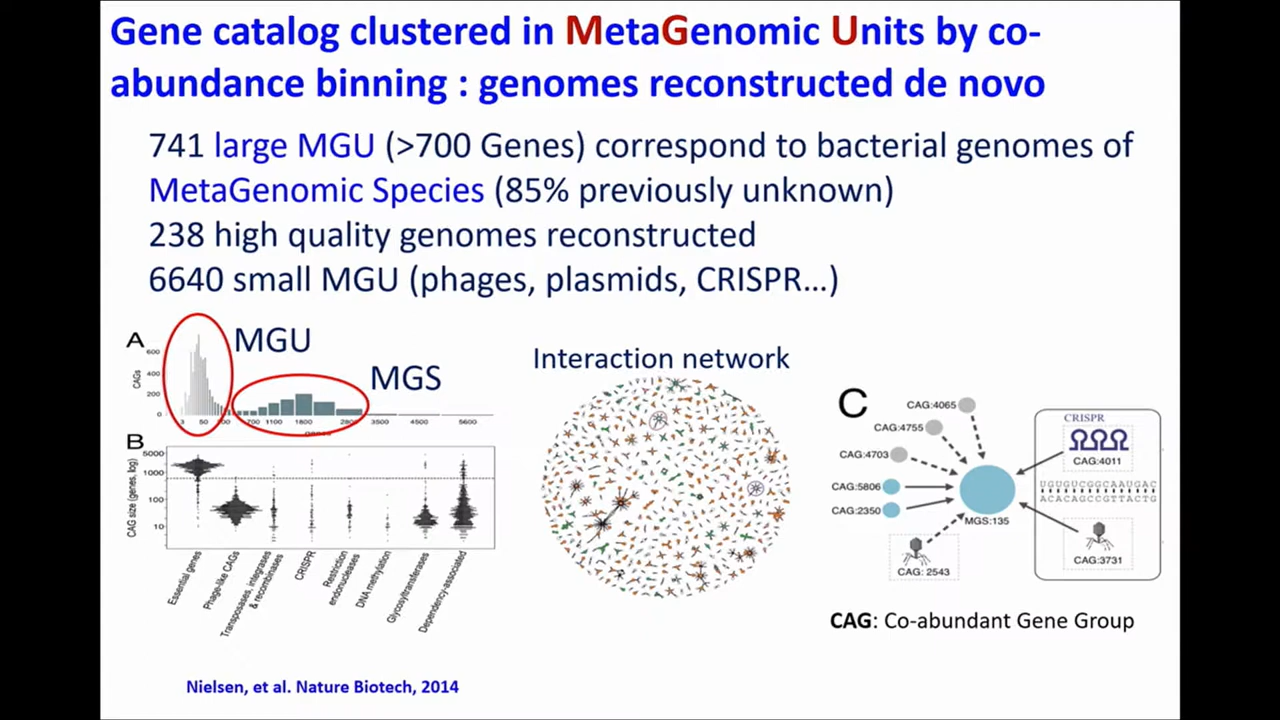 Gene catalog clustered in MetaGenomic Units by co-
abundance binning : genomes reconstructed de novo
741 large MGU (>700 Genes) correspond to bacterial genomes of
MetaGenomic Species (85% previously unknown)
238 high quality genomes reconstructed
6640 small MGU (phages, plasmids, CRISPR…)
A
MGU
MGS
CAGs
600
400
200
0
3
50
700
1100
1800
2800
3500
4500
5600
B
CAG size (genes, log)
5000
1000
100
10
Essential genes
Phage-like CAGs
Transposases, integrases
& recombinases
CRISPR
Restriction
endonucleases
DNA methylation
Glycosyltransferases
Dependency-associated
Interaction network
C
CAG:4065
CAG:4755
CAG:4703
CAG:5806
CAG:2350
CAG: 2543
MGS:135
CRISPR
CAG:4011
UGUGUCGGCAAUGAC
ACACAGCCGTTACTG
CAG:3731
CAG: Co-abundant Gene Group
Nielsen, et al. Nature Biotech, 2014